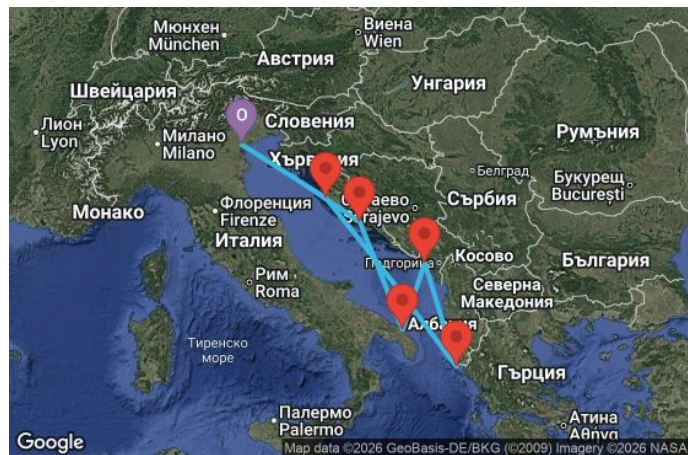 Мюнхен
München
Виена
Wien
Австрия
Швейцария
Унгария
Лион
Lyon
Милано
Milano
O
Словения
Румъния
Белград
Букурещ
București
Монако
Флоренция
Firenze
Sarajevo
Сърбия
Италия
Подгорица
Косово
България
Рим
Roma
Северна
Македония
Албания
Тиренско
море
Гърция
Палермо
Palermo
Атина
Αθήνα
Google
Map data ©2026 GeoBasis-DE/BKG (©2009) Imagery ©2026 NASA